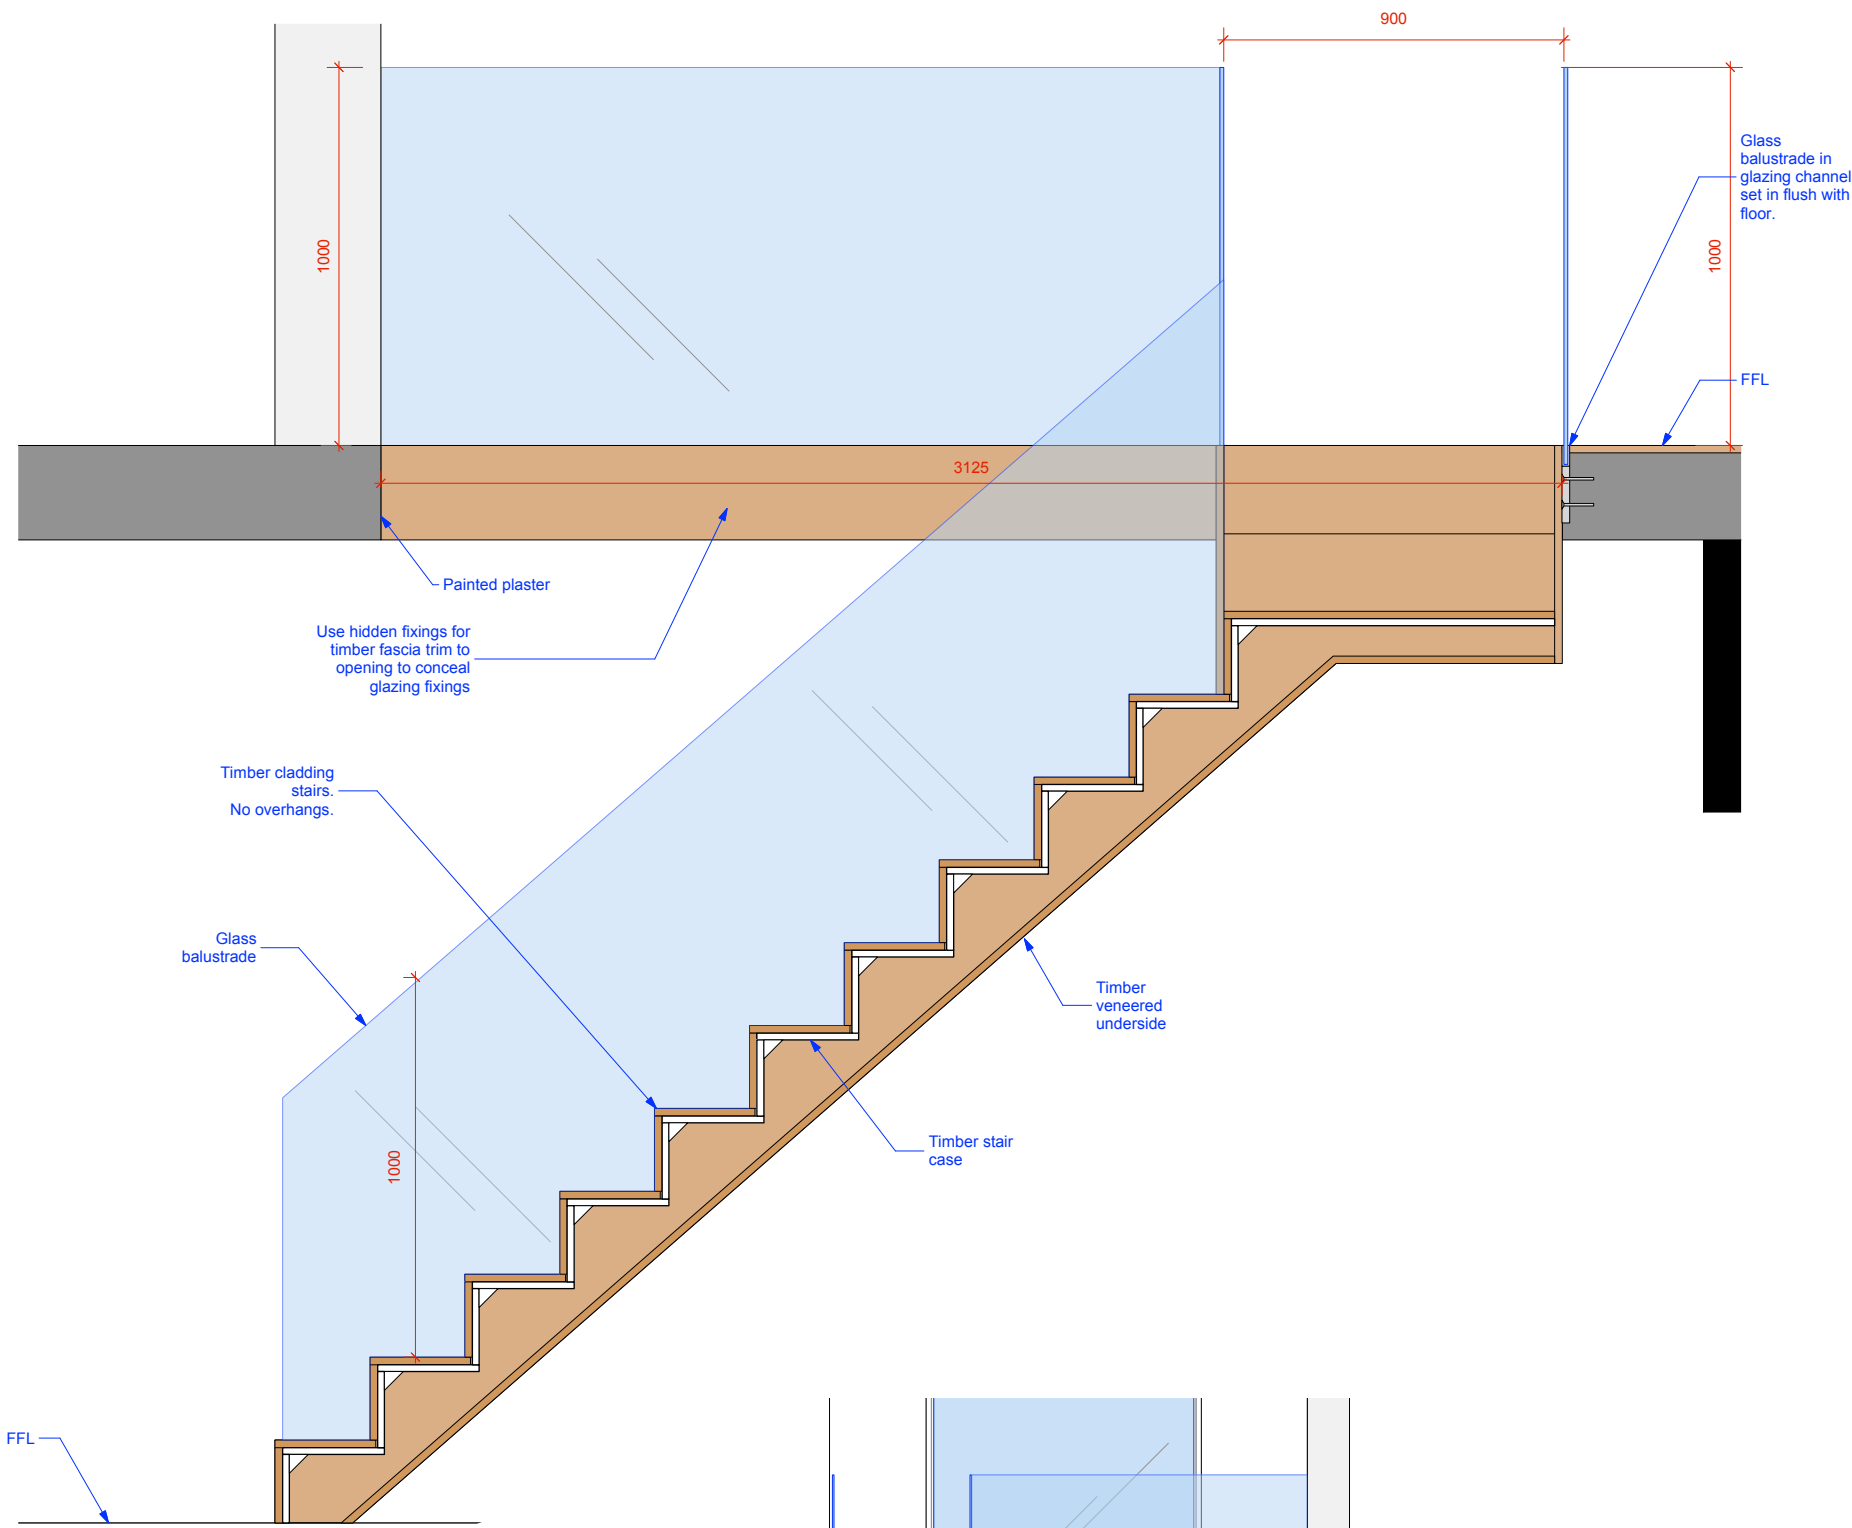 900
Glass
balustrade in
glazing channel
set in flush with
floor.
1000
1000
FFL
3125
Painted plaster
Use hidden fixings for
timber fascia trim to
opening to conceal
glazing fixings
Timber cladding
stairs.
No overhangs.
Glass
balustrade
Timber
veneered
underside
1000
Timber stair
case
FFL